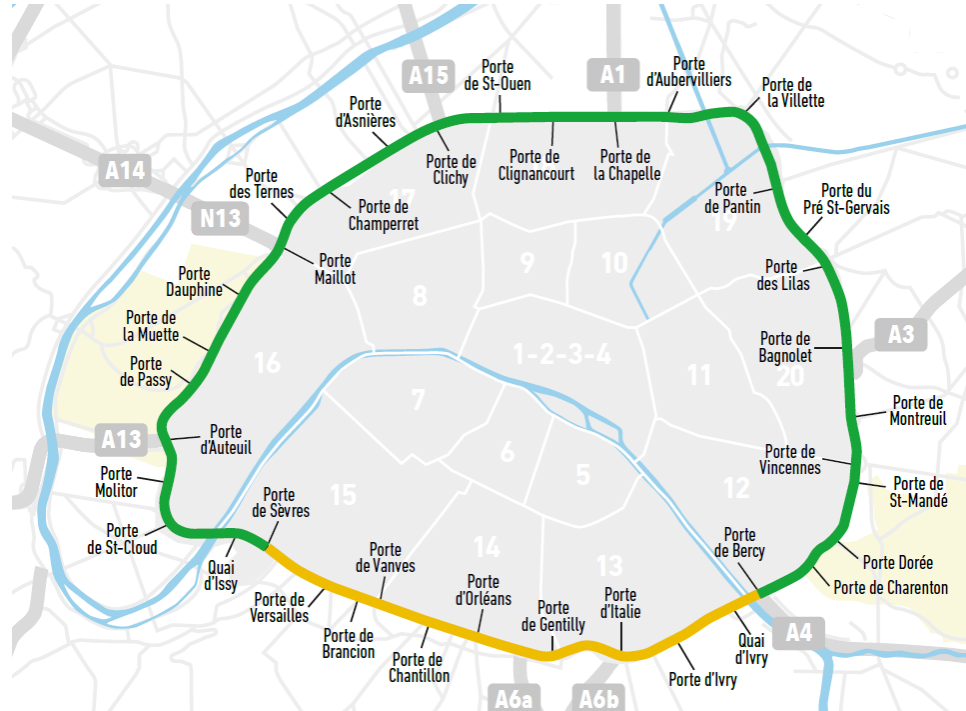 Porte
de St-Ouen
A15
A1
Porte
d'Aubervilliers
Porte de
la Villette
Porte
d'Asnières
Porte de
Clichy
Porte de
Clignancourt
Porte de
la Chapelle
A14
Porte
des Ternes
17
Porte de
Champerret
Porte
de Pantin
19
Porte du
Pré St-Gervais
N13
Porte
Maillot
9
10
Porte
des Lilas
Porte
Dauphine
8
Porte de
la Muette
Porte
de Passy
16
1-2-3-4
Porte de
Bagnolet
A3
11
20
7
Porte de
Montreuil
A13
Porte
d'Auteuil
6
5
Porte de
Vincennes
Porte
Molitor
15
Porte
de Sèvres
12
Porte de
St-Mandé
Porte
de St-Cloud
Quai
d'Issy
Porte
de Vanves
14
13
Porte
de Bercy
Porte Dorée
Porte de Charenton
Porte de
Versailles
Porte de
Brancion
Porte
d'Orléans
Porte
de Gentilly
Porte
d'Italie
Quai
d'Ivry
A4
Porte de
Chantillon
Porte d'Ivry
A6a
A6b